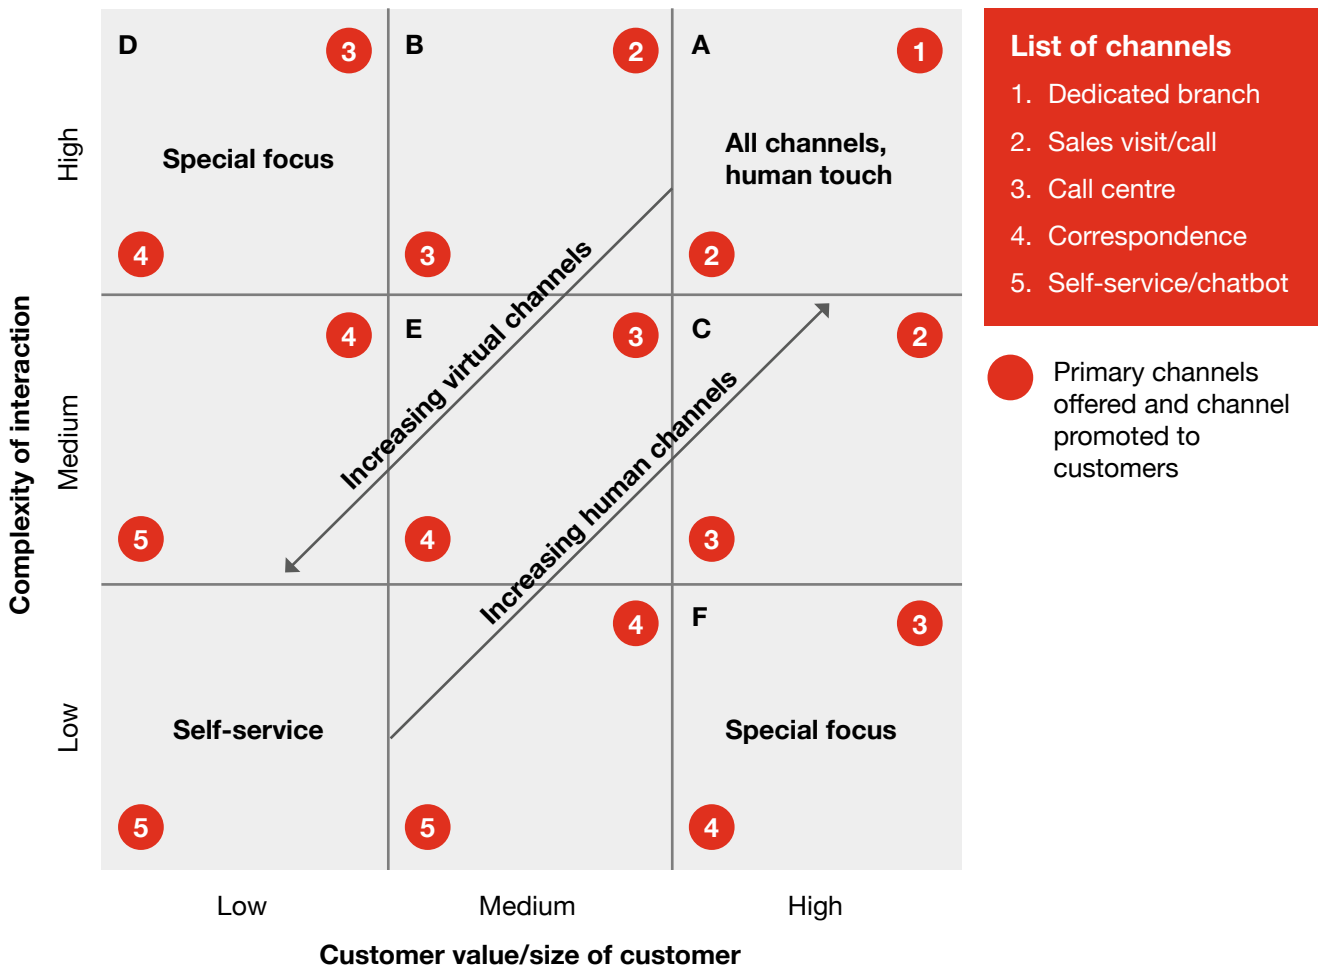 D
3
B
2
A
1
High
Special focus
All channels,
human touch
4
3
2
Increasing virtual channels
4
E
3
C
2
Complexity of interaction
Medium
Increasing human channels
5
4
3
4
F
3
Low
Self-service
Special focus
5
5
4
Low
Medium
High
Customer value/size of customer
List of channels
1. Dedicated branch
2. Sales visit/call
3. Call centre
4. Correspondence
5. Self-service/chatbot
Primary channels
offered and channel
promoted to
customers